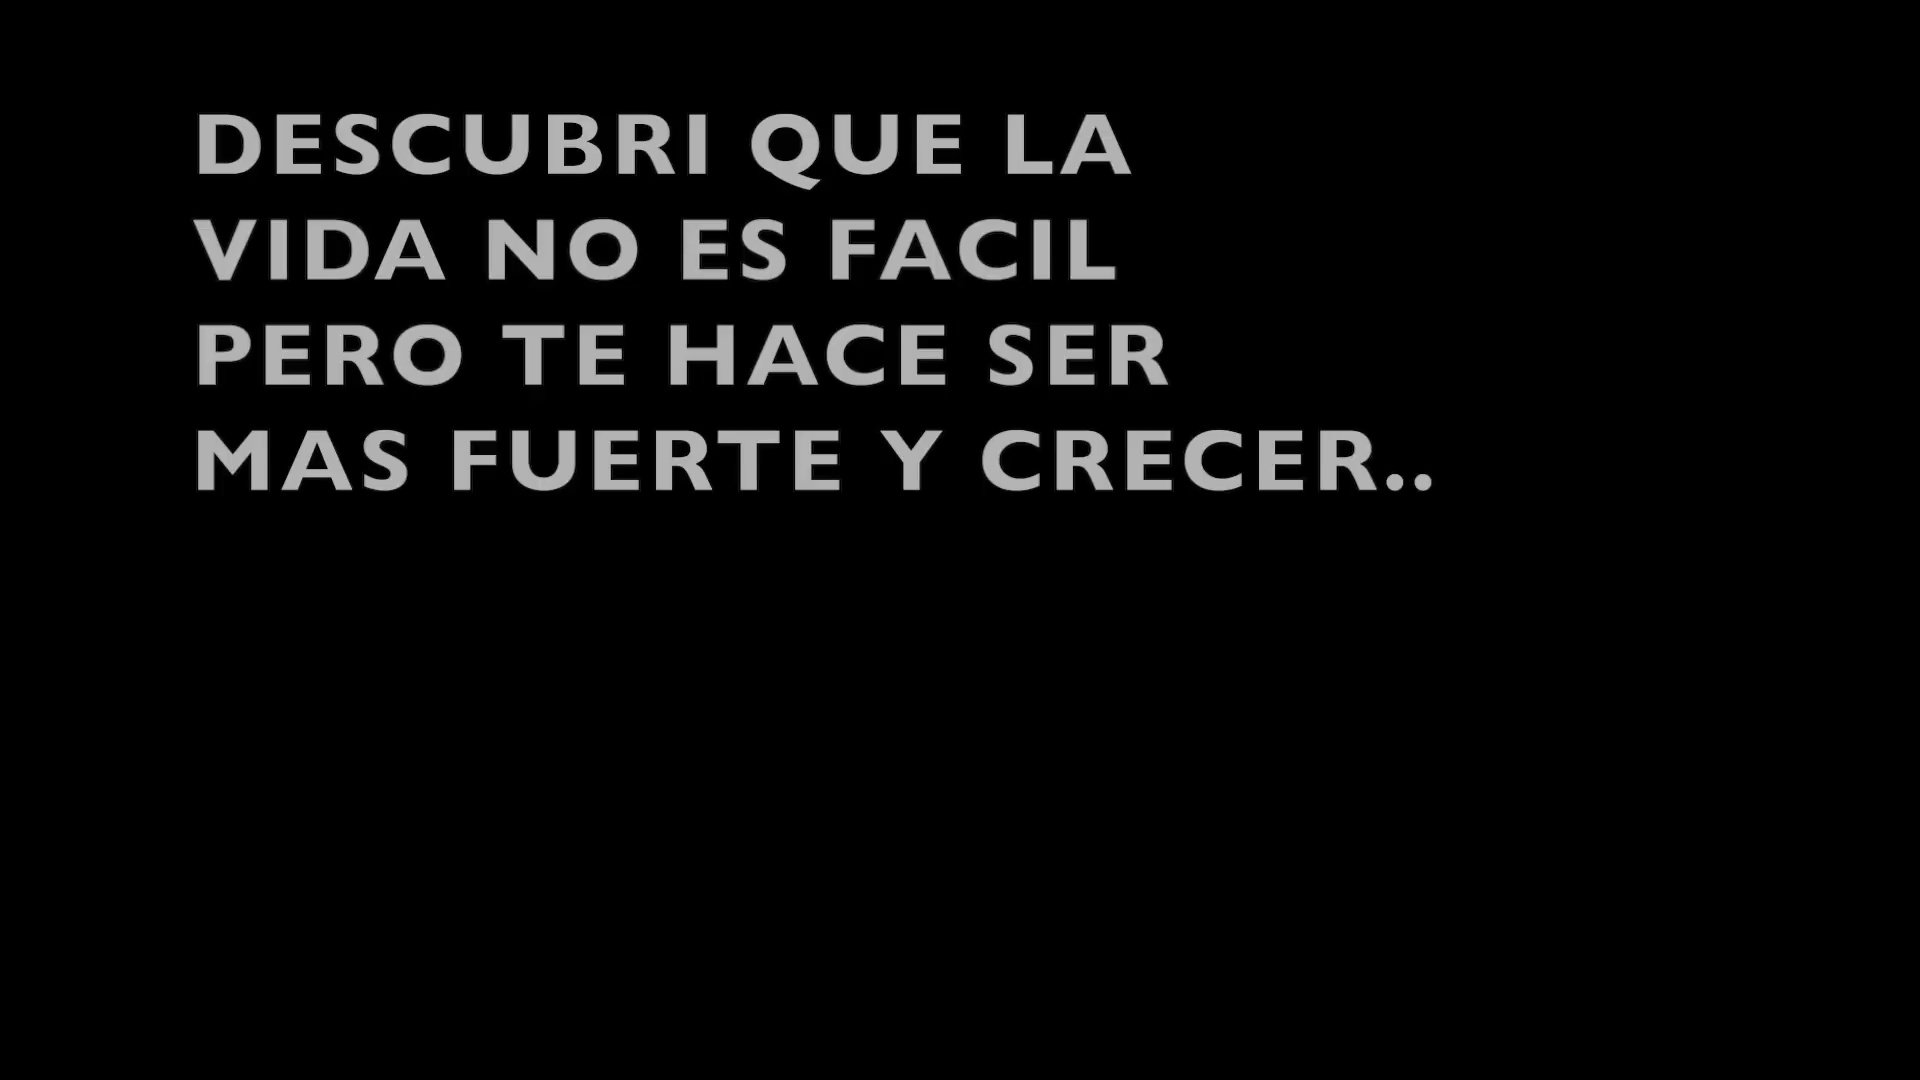 DESCUBRI QUE LA
VIDA NO ES FACIL
PERO TE HACE SER
MAS FUERTE Y CRECER..